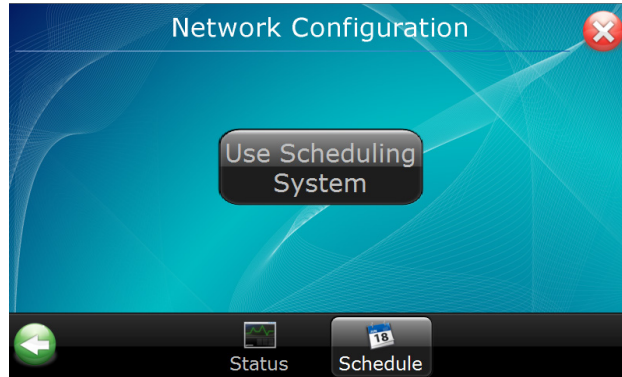 Network Configuration
Use Scheduling
System
18
Status
Schedule